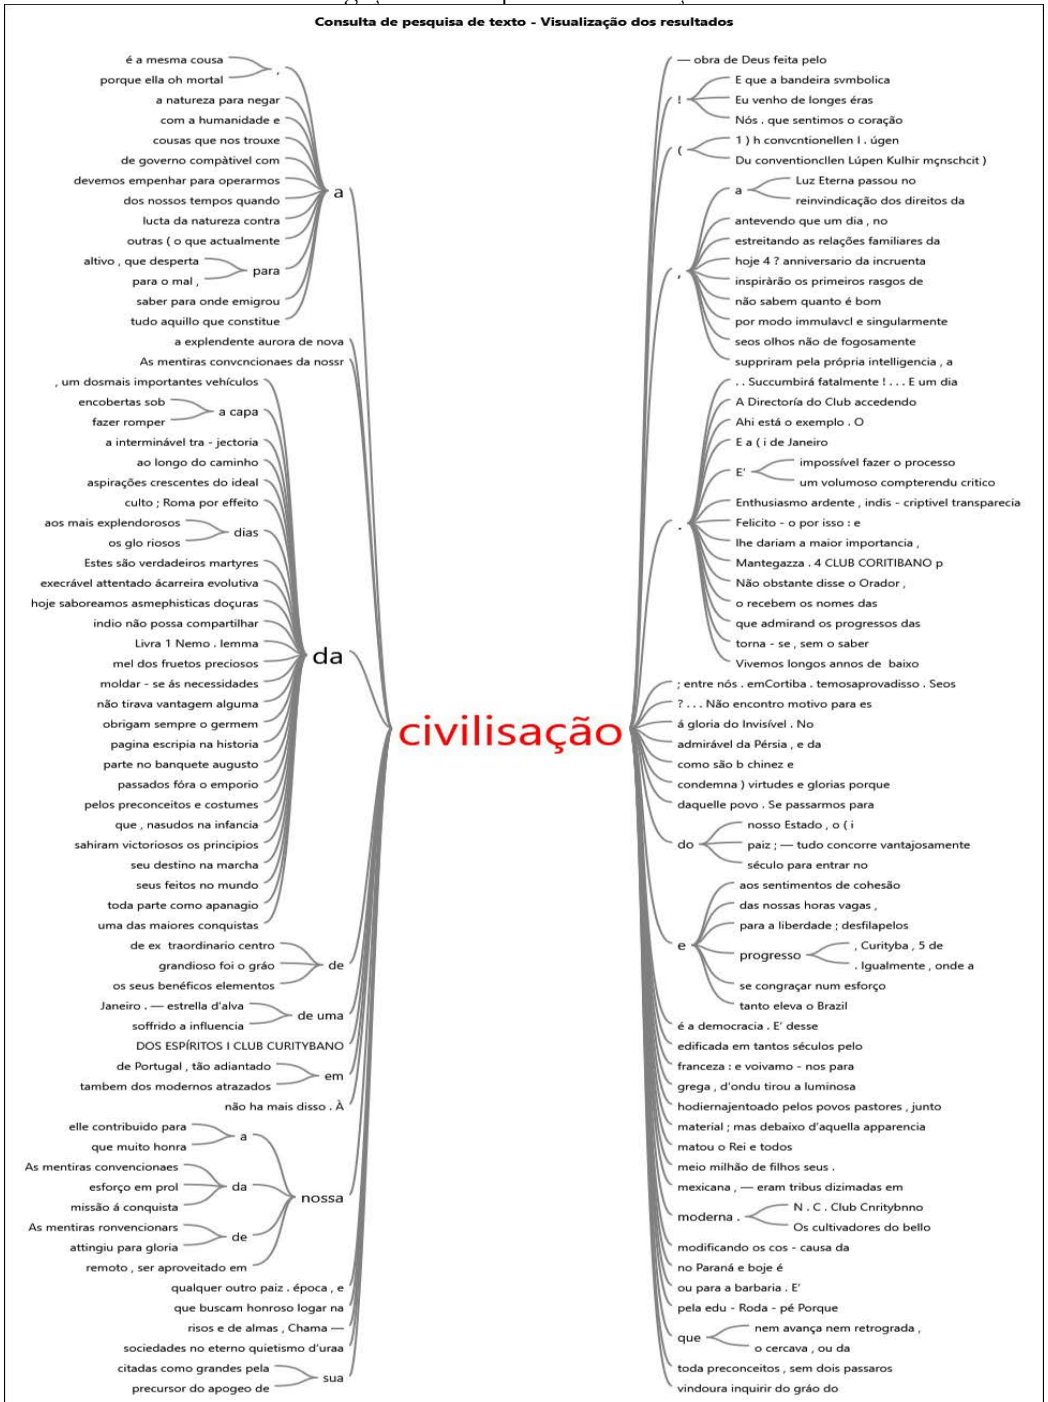 Consulta de pesquisa de texto - Visualização dos resultados
é a mesma cousa
porque ella oh mortal
,
a natureza para negar
com a humanidade e
cousas que nos trouxe
de governo compàtivel com
devemos empenhar para operarmos
dos nossos tempos quando
lucta da natureza contra
outras ( o que actualmente
altivo , que desperta
para o mal ,
para
saber para onde emigrou
tudo aquillo que constitue
a
a explendente aurora de nova
As mentiras convcncionaes da nossr
, um dosmais importantes vehículos
encobertas sob
fazer romper
a capa
a interminável tra - jectoria
ao longo do caminho
aspirações crescentes do ideal
culto ; Roma por effeito
aos mais explendorosos
os glo riosos
dias
Estes são verdadeiros martyres
execrável attentado ácarreira evolutiva
hoje saboreamos asmephisticas doçuras
indio não possa compartilhar
Livra 1 Nemo . lemma
mel dos fruetos preciosos
moldar - se ás necessidades
não tirava vantagem alguma
obrigam sempre o germem
pagina escripia na historia
parte no banquete augusto
passados fóra o emporio
pelos preconceitos e costumes
que , nasudos na infancia
sahiram victoriosos os principios
seu destino na marcha
seus feitos no mundo
toda parte como apanagio
uma das maiores conquistas
da
de ex traordinario centro
grandioso foi o gráo
os seus benéficos elementos
de
Janeiro . — estrella d'alva
soffrido a influencia
de uma
DOS ESPÍRITOS I CLUB CURITYBANO
de Portugal , tão adiantado
tambem dos modernos atrazados
em
não ha mais disso . À
elle contribuido para
que muito honra
a
As mentiras convencionaes
esforço em prol
missão á conquista
da
As mentiras ronvencionars
attingiu para gloria
de
remoto , ser aproveitado em
nossa
qualquer outro paiz . época , e
que buscam honroso logar na
risos e de almas , Chama —
sociedades no eterno quietismo d'uraa
citadas como grandes pela
precursor do apogeo de
sua
civilisação
— obra de Deus feita pelo
!
E que a bandeira svmbolica
Eu venho de longes éras
Nós . que sentimos o coração
(
1 ) h convcntionellen I . úgen
Du conventioncllen Lúpen Kulhir mçnschcit )
,
a
Luz Eterna passou no
reinvindicação dos direitos da
antevendo que um dia , no
estreitando as relações familiares da
hoje 4 ? anniversario da incruenta
inspiràrão os primeiros rasgos de
não sabem quanto é bom
por modo immulavcl e singularmente
seos olhos não de fogosamente
suppriram pela própria intelligencia , a
.
. . Succumbirá fatalmente ! . . . E um dia
A Directoría do Club accedendo
Ahi está o exemplo . O
E a ( i de Janeiro
E'
impossível fazer o processo
um volumoso compterendu critico
Enthusiasmo ardente , indis - criptivel transparecia
Felicito - o por isso : e
lhe dariam a maior importancia ,
Mantegazza . 4 CLUB CORITIBANO p
Não obstante disse o Orador ,
o recebem os nomes das
que admirand os progressos das
torna - se , sem o saber
Vivemos longos annos de baixo
; entre nós . emCortiba . temosaprovadisso . Seos
? . . . Não encontro motivo para es
á gloria do Invisível . No
admirável da Pérsia , e da
como são b chinez e
condemna ) virtudes e glorias porque
daquelle povo . Se passarmos para
do
nosso Estado , o ( i
paiz ; — tudo concorre vantajosamente
século para entrar no
e
aos sentimentos de cohesão
das nossas horas vagas ,
para a liberdade ; desfilapelos
progresso
, Curityba , 5 de
. Igualmente , onde a
se congraçar num esforço
tanto eleva o Brazil
é a democracia . E' desse
edificada em tantos séculos pelo
franceza : e voivamo - nos para
grega , d'ondu tirou a luminosa
hodiernajentoado pelos povos pastores , junto
material ; mas debaixo d'aquella apparencia
matou o Rei e todos
meio milhão de filhos seus .
mexicana , — eram tribus dizimadas em
moderna .
N . C . Club Cnritybnno
Os cultivadores do bello
modificando os cos - causa da
no Paraná e boje é
ou para a barbaria . E'
pela edu - Roda - pé Porque
que
nem avança nem retrograda ,
o cercava , ou da
toda preconceitos , sem dois passaros
vindoura inquirir do gráo do